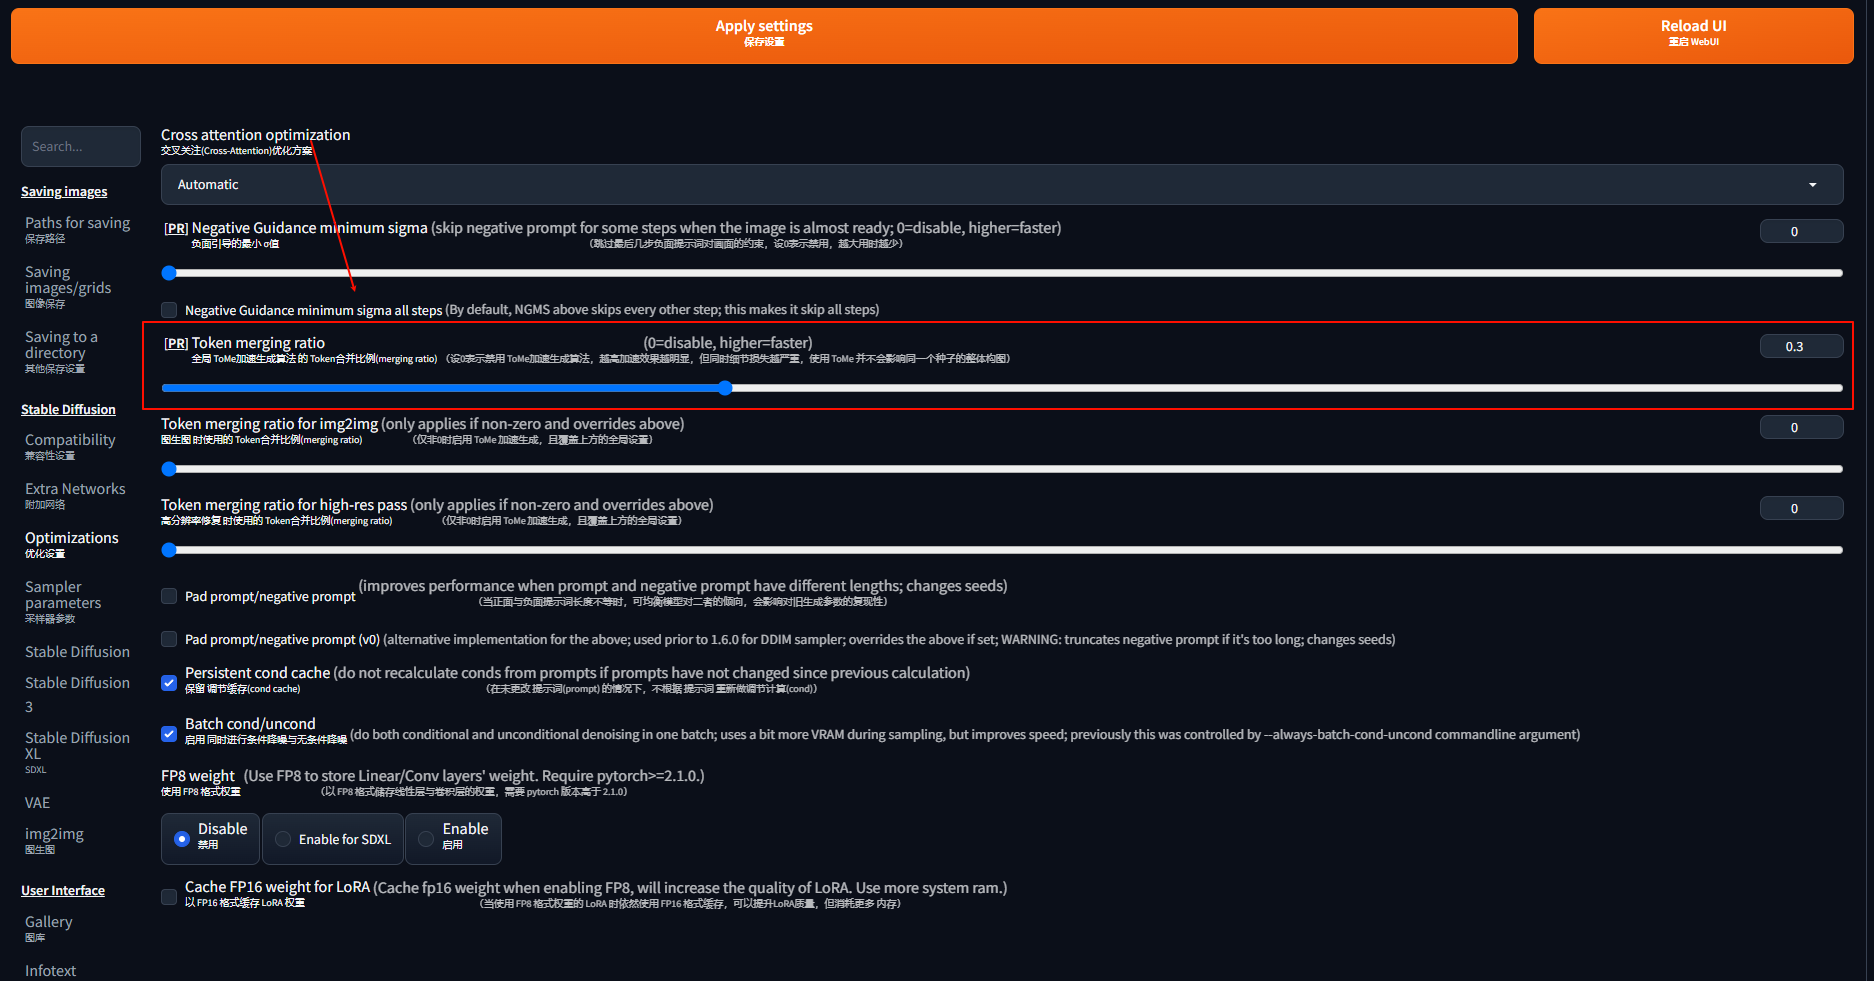 Apply settings
保存设置
Reload UI
重启 WebUI
Search...
Saving images
Paths for saving
保存路径
Saving
images/grids
图像保存
Saving to a
directory
其他保存设置
Stable Diffusion
Compatibility
兼容性设置
Extra Networks
附加网络
Optimizations
优化设置
Sampler
parameters
采样器参数
Stable Diffusion
Stable Diffusion
3
Stable Diffusion
XL
SDXL
VAE
img2img
图生图
User Interface
Gallery
图库
Infotext
Cross attention optimization
交叉关注(Cross-Attention)优化方案
Automatic
[PR] Negative Guidance minimum sigma (skip negative prompt for some steps when the image is almost ready; 0=disable, higher=faster)
负面引导的最小 σ值 （跳过最后几步负面提示词对画面的约束，设0表示禁用，越大用时越少）
0
Negative Guidance minimum sigma all steps (By default, NGMS above skips every other step; this makes it skip all steps)
[PR] Token merging ratio (0=disable, higher=faster)
全局 ToMe加速生成算法 的 Token合并比例(merging ratio) （设0表示禁用 ToMe加速生成算法，越高加速效果越明显，但同时细节损失越严重，使用 ToMe 并不会影响同一个种子的整体构图）
0.3
Token merging ratio for img2img (only applies if non-zero and overrides above)
图生图 时使用的 Token合并比例(merging ratio) （仅非0时启用 ToMe 加速生成，且覆盖上方的全局设置）
0
Token merging ratio for high-res pass (only applies if non-zero and overrides above)
高分辨率修复 时使用的 Token合并比例(merging ratio) （仅非0时启用 ToMe 加速生成，且覆盖上方的全局设置）
0
Pad prompt/negative prompt (improves performance when prompt and negative prompt have different lengths; changes seeds)
（当正面与负面提示词长度不等时，可均衡模型对二者的倾向，会影响对旧生成参数的复现性）
Pad prompt/negative prompt (v0) (alternative implementation for the above; used prior to 1.6.0 for DDIM sampler; overrides the above if set; WARNING: truncates negative prompt if it's too long; changes seeds)
Persistent cond cache (do not recalculate conds from prompts if prompts have not changed since previous calculation)
保留 调节缓存(cond cache) （在未更改 提示词(prompt) 的情况下，不根据 提示词 重新做调节计算(cond)）
Batch cond/uncond
启用 同时进行条件降噪与无条件降噪 (do both conditional and unconditional denoising in one batch; uses a bit more VRAM during sampling, but improves speed; previously this was controlled by --always-batch-cond-uncond commandline argument)
FP8 weight (Use FP8 to store Linear/Conv layers' weight. Require pytorch>=2.1.0.)
使用 FP8 格式权重 （以 FP8 格式储存线性层与卷积层的权重，需要 pytorch 版本高于 2.1.0）
Disable
禁用
Enable for SDXL
Enable
启用
Cache FP16 weight for LoRA (Cache fp16 weight when enabling FP8, will increase the quality of LoRA. Use more system ram.)
以 FP16 格式缓存 LoRA 权重 （当使用 FP8 格式权重的 LoRA 时依然使用 FP16 格式缓存，可以提升LoRA质量，但消耗更多 内存）